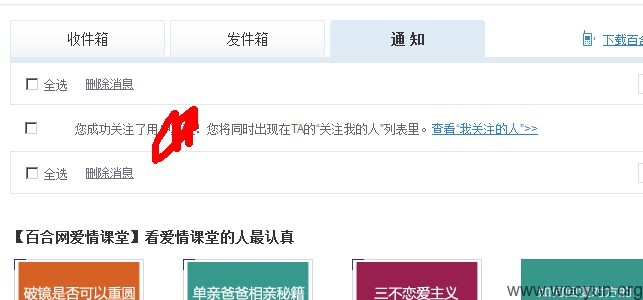 收件箱
发件箱
通 知
下载百合
全选 删除消息
您成功关注了用 : 您将同时出现在TA的“关注我的人”列表里。查看“我关注的人”>>
全选 删除消息
【百合网爱情课堂】看爱情课堂的人最认真
破镜是否可以重圆
单亲爸爸相亲秘籍
三不恋爱主义
www.wooyun.org